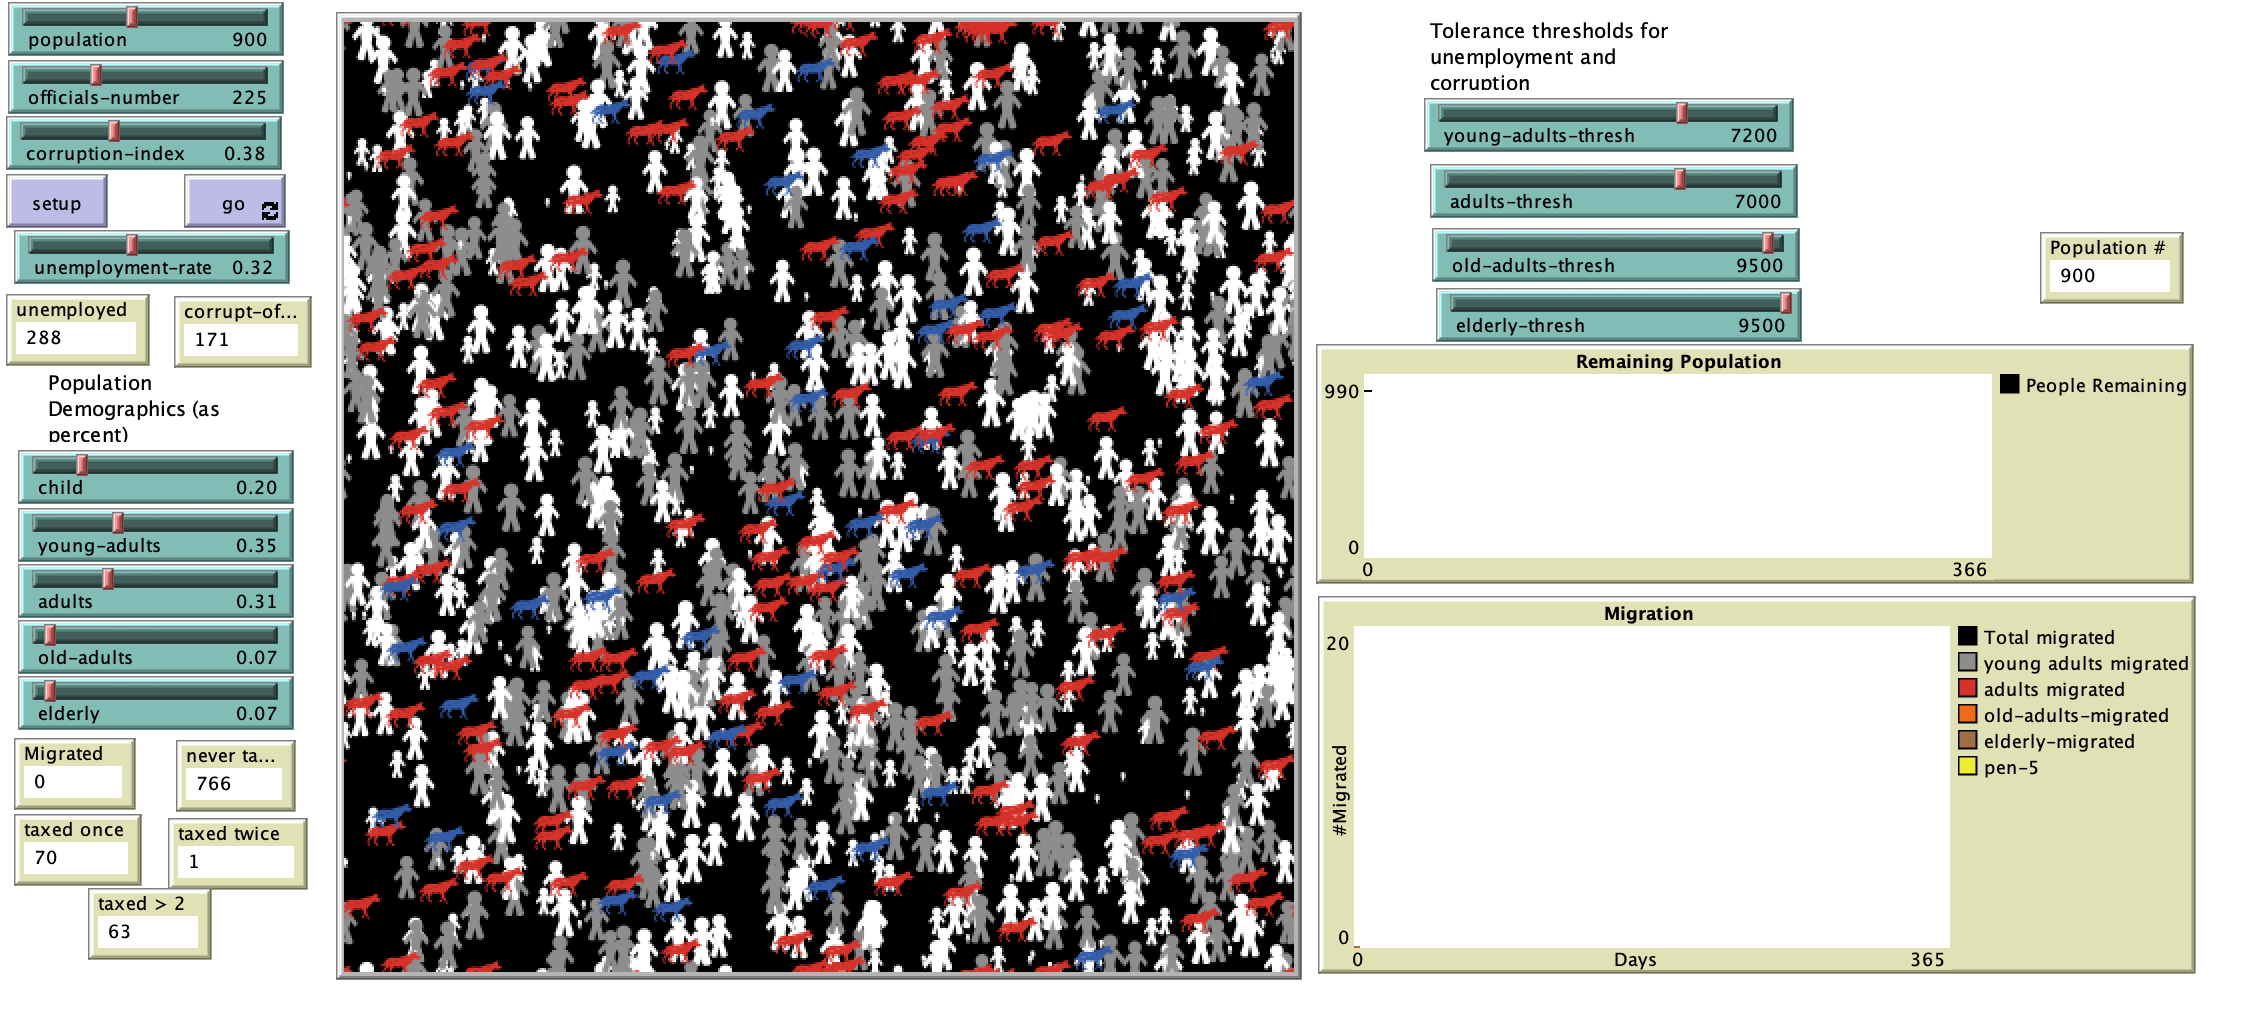 population 900
officials-number 225
corruption-index 0.38
setup go
unemployment-rate 0.32
unemployed
288
corrupt-of...
171
Population
Demographics (as
percent)
child 0.20
young-adults 0.35
adults 0.31
old-adults 0.07
elderly 0.07
Migrated
0
never ta...
766
taxed once
70
taxed twice
1
taxed > 2
63
Tolerance thresholds for
unemployment and
corruption
young-adults-thresh 7200
adults-thresh 7000
old-adults-thresh 9500
elderly-thresh 9500
Population #
900
Remaining Population
990
0
0 366
People Remaining
Migration
20
#Migrated
0
0 Days 365
Total migrated
young adults migrated
adults migrated
old-adults-migrated
elderly-migrated
pen-5